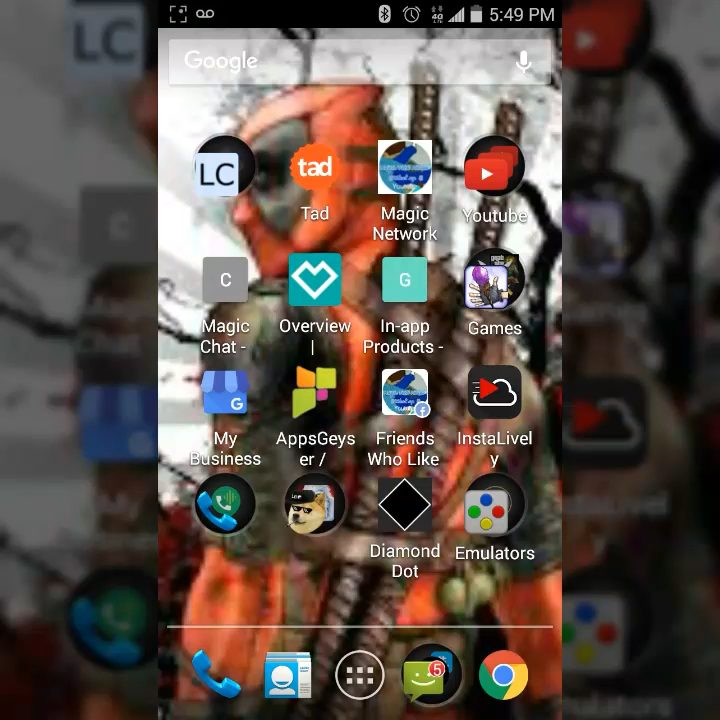 4G
5:49 PM
Google
LC
tad
Tad
Magic
Network
Youtube
C
G
Magic
Chat -
Overview
|
In-app
Products -
Games
G
My
Business
AppsGeys
er /
Friends
Who Like
InstaLivel
y
Diamond
Dot
Emulators
5